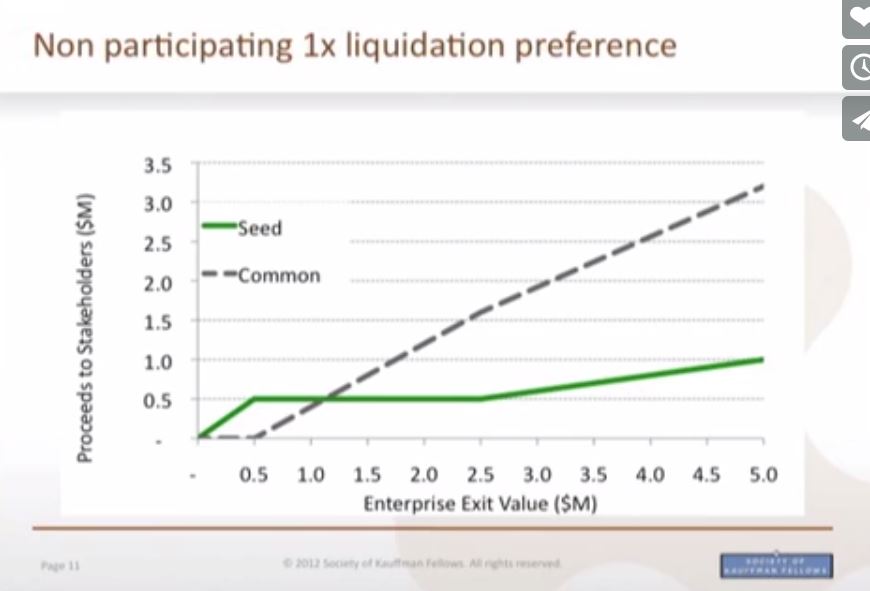 Non participating 1x liquidation preference
3.5
3.0
2.5
2.0
1.5
1.0
0.5
-
Proceeds to Stakeholders ($M)
Seed
Common
- 0.5 1.0 1.5 2.0 2.5 3.0 3.5 4.0 4.5 5.0
Enterprise Exit Value ($M)
Page 11
© 2012 Society of Kauffman Fellows. All rights reserved.
SOCIETY OF
KAUFFMAN FELLOWS